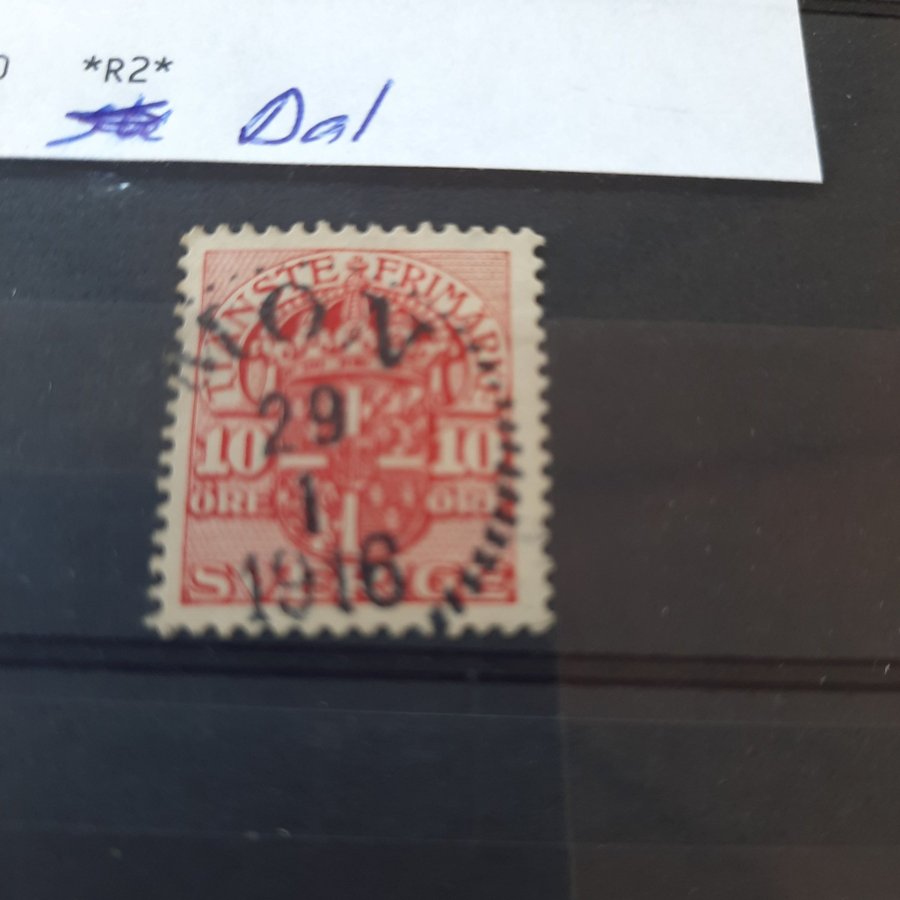 *R2*
Dal
TJÄNSTE FRIMÄRKE
29
10 10
ÖRE ÖRE
1
SVERIGE
1916